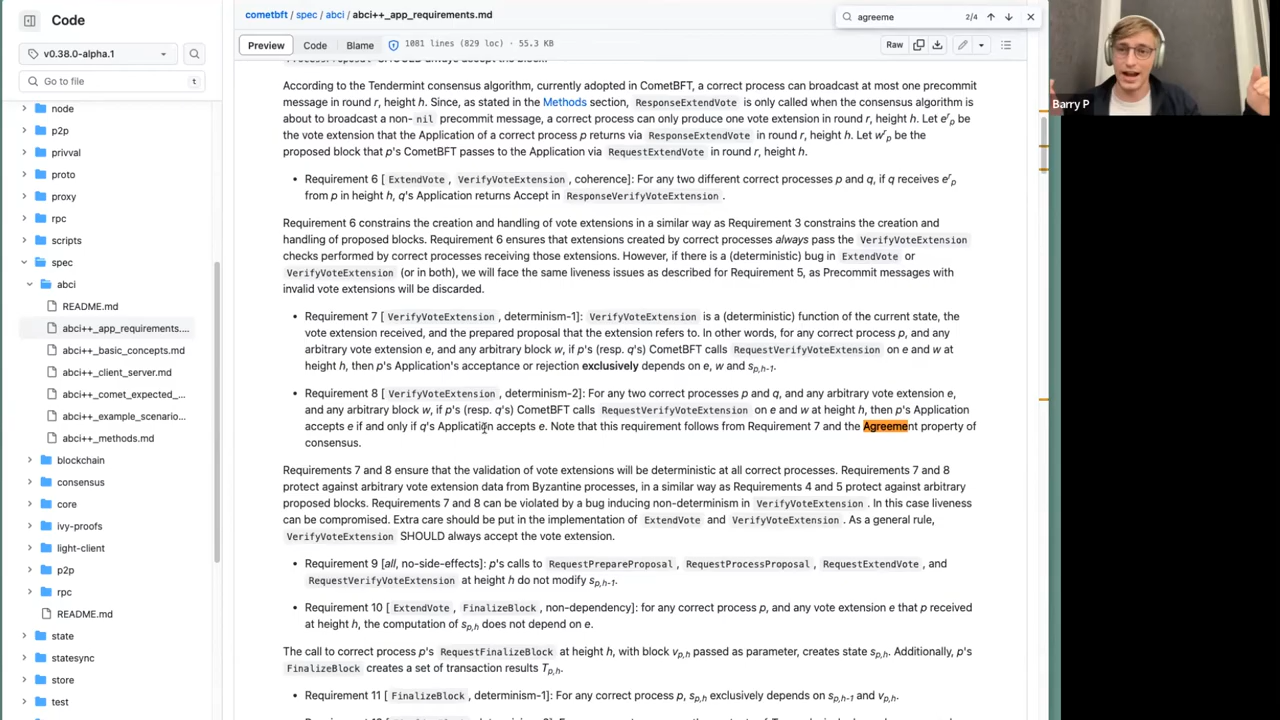 Code
v0.38.0-alpha.1
Go to file
t
node
p2p
privval
proto
proxy
rpc
scripts
spec
abci
README.md
abci++_app_requirements....
abci++_basic_concepts.md
abci++_client_server.md
abci++_comet_expected_...
abci++_example_scenario...
abci++_methods.md
blockchain
consensus
core
ivy-proofs
light-client
p2p
rpc
README.md
state
statesync
store
test
cometbft / spec / abci / abci++_app_requirements.md
agreeme
2/4
Preview
Code
Blame
1081 lines (829 loc) · 55.3 KB
Raw
ProcessProposal SHOULD always accept the block.
According to the Tendermint consensus algorithm, currently adopted in CometBFT, a correct process can broadcast at most one precommit
message in round r, height h. Since, as stated in the Methods section, ResponseExtendVote is only called when the consensus algorithm is
about to broadcast a non- nil precommit message, a correct process can only produce one vote extension in round r, height h. Let eʳₚ be
the vote extension that the Application of a correct process p returns via ResponseExtendVote in round r, height h. Let wʳₚ be the
proposed block that p's CometBFT passes to the Application via RequestExtendVote in round r, height h.
• Requirement 6 [ ExtendVote , VerifyVoteExtension , coherence]: For any two different correct processes p and q, if q receives eʳₚ
from p in height h, q's Application returns Accept in ResponseVerifyVoteExtension .
Requirement 6 constrains the creation and handling of vote extensions in a similar way as Requirement 3 constrains the creation and
handling of proposed blocks. Requirement 6 ensures that extensions created by correct processes always pass the VerifyVoteExtension
checks performed by correct processes receiving those extensions. However, if there is a (deterministic) bug in ExtendVote or
VerifyVoteExtension (or in both), we will face the same liveness issues as described for Requirement 5, as Precommit messages with
invalid vote extensions will be discarded.
• Requirement 7 [ VerifyVoteExtension , determinism-1]: VerifyVoteExtension is a (deterministic) function of the current state, the
vote extension received, and the prepared proposal that the extension refers to. In other words, for any correct process p, and any
arbitrary vote extension e, and any arbitrary block w, if p's (resp. q's) CometBFT calls RequestVerifyVoteExtension on e and w at
height h, then p's Application's acceptance or rejection exclusively depends on e, w and sp,h-1.
• Requirement 8 [ VerifyVoteExtension , determinism-2]: For any two correct processes p and q, and any arbitrary vote extension e,
and any arbitrary block w, if p's (resp. q's) CometBFT calls RequestVerifyVoteExtension on e and w at height h, then p's Application
accepts e if and only if q's Application accepts e. Note that this requirement follows from Requirement 7 and the Agreement property of
consensus.
Requirements 7 and 8 ensure that the validation of vote extensions will be deterministic at all correct processes. Requirements 7 and 8
protect against arbitrary vote extension data from Byzantine processes, in a similar way as Requirements 4 and 5 protect against arbitrary
proposed blocks. Requirements 7 and 8 can be violated by a bug inducing non-determinism in VerifyVoteExtension . In this case liveness
can be compromised. Extra care should be put in the implementation of ExtendVote and VerifyVoteExtension . As a general rule,
VerifyVoteExtension SHOULD always accept the vote extension.
• Requirement 9 [all, no-side-effects]: p's calls to RequestPrepareProposal , RequestProcessProposal , RequestExtendVote , and
RequestVerifyVoteExtension at height h do not modify sp,h-1.
• Requirement 10 [ ExtendVote , FinalizeBlock , non-dependency]: for any correct process p, and any vote extension e that p received
at height h, the computation of sp,h does not depend on e.
The call to correct process p's RequestFinalizeBlock at height h, with block vp,h passed as parameter, creates state sp,h. Additionally, p's
FinalizeBlock creates a set of transaction results Tp,h.
• Requirement 11 [ FinalizeBlock , determinism-1]: For any correct process p, sp,h exclusively depends on sp,h-1 and vp,h.
Barry P